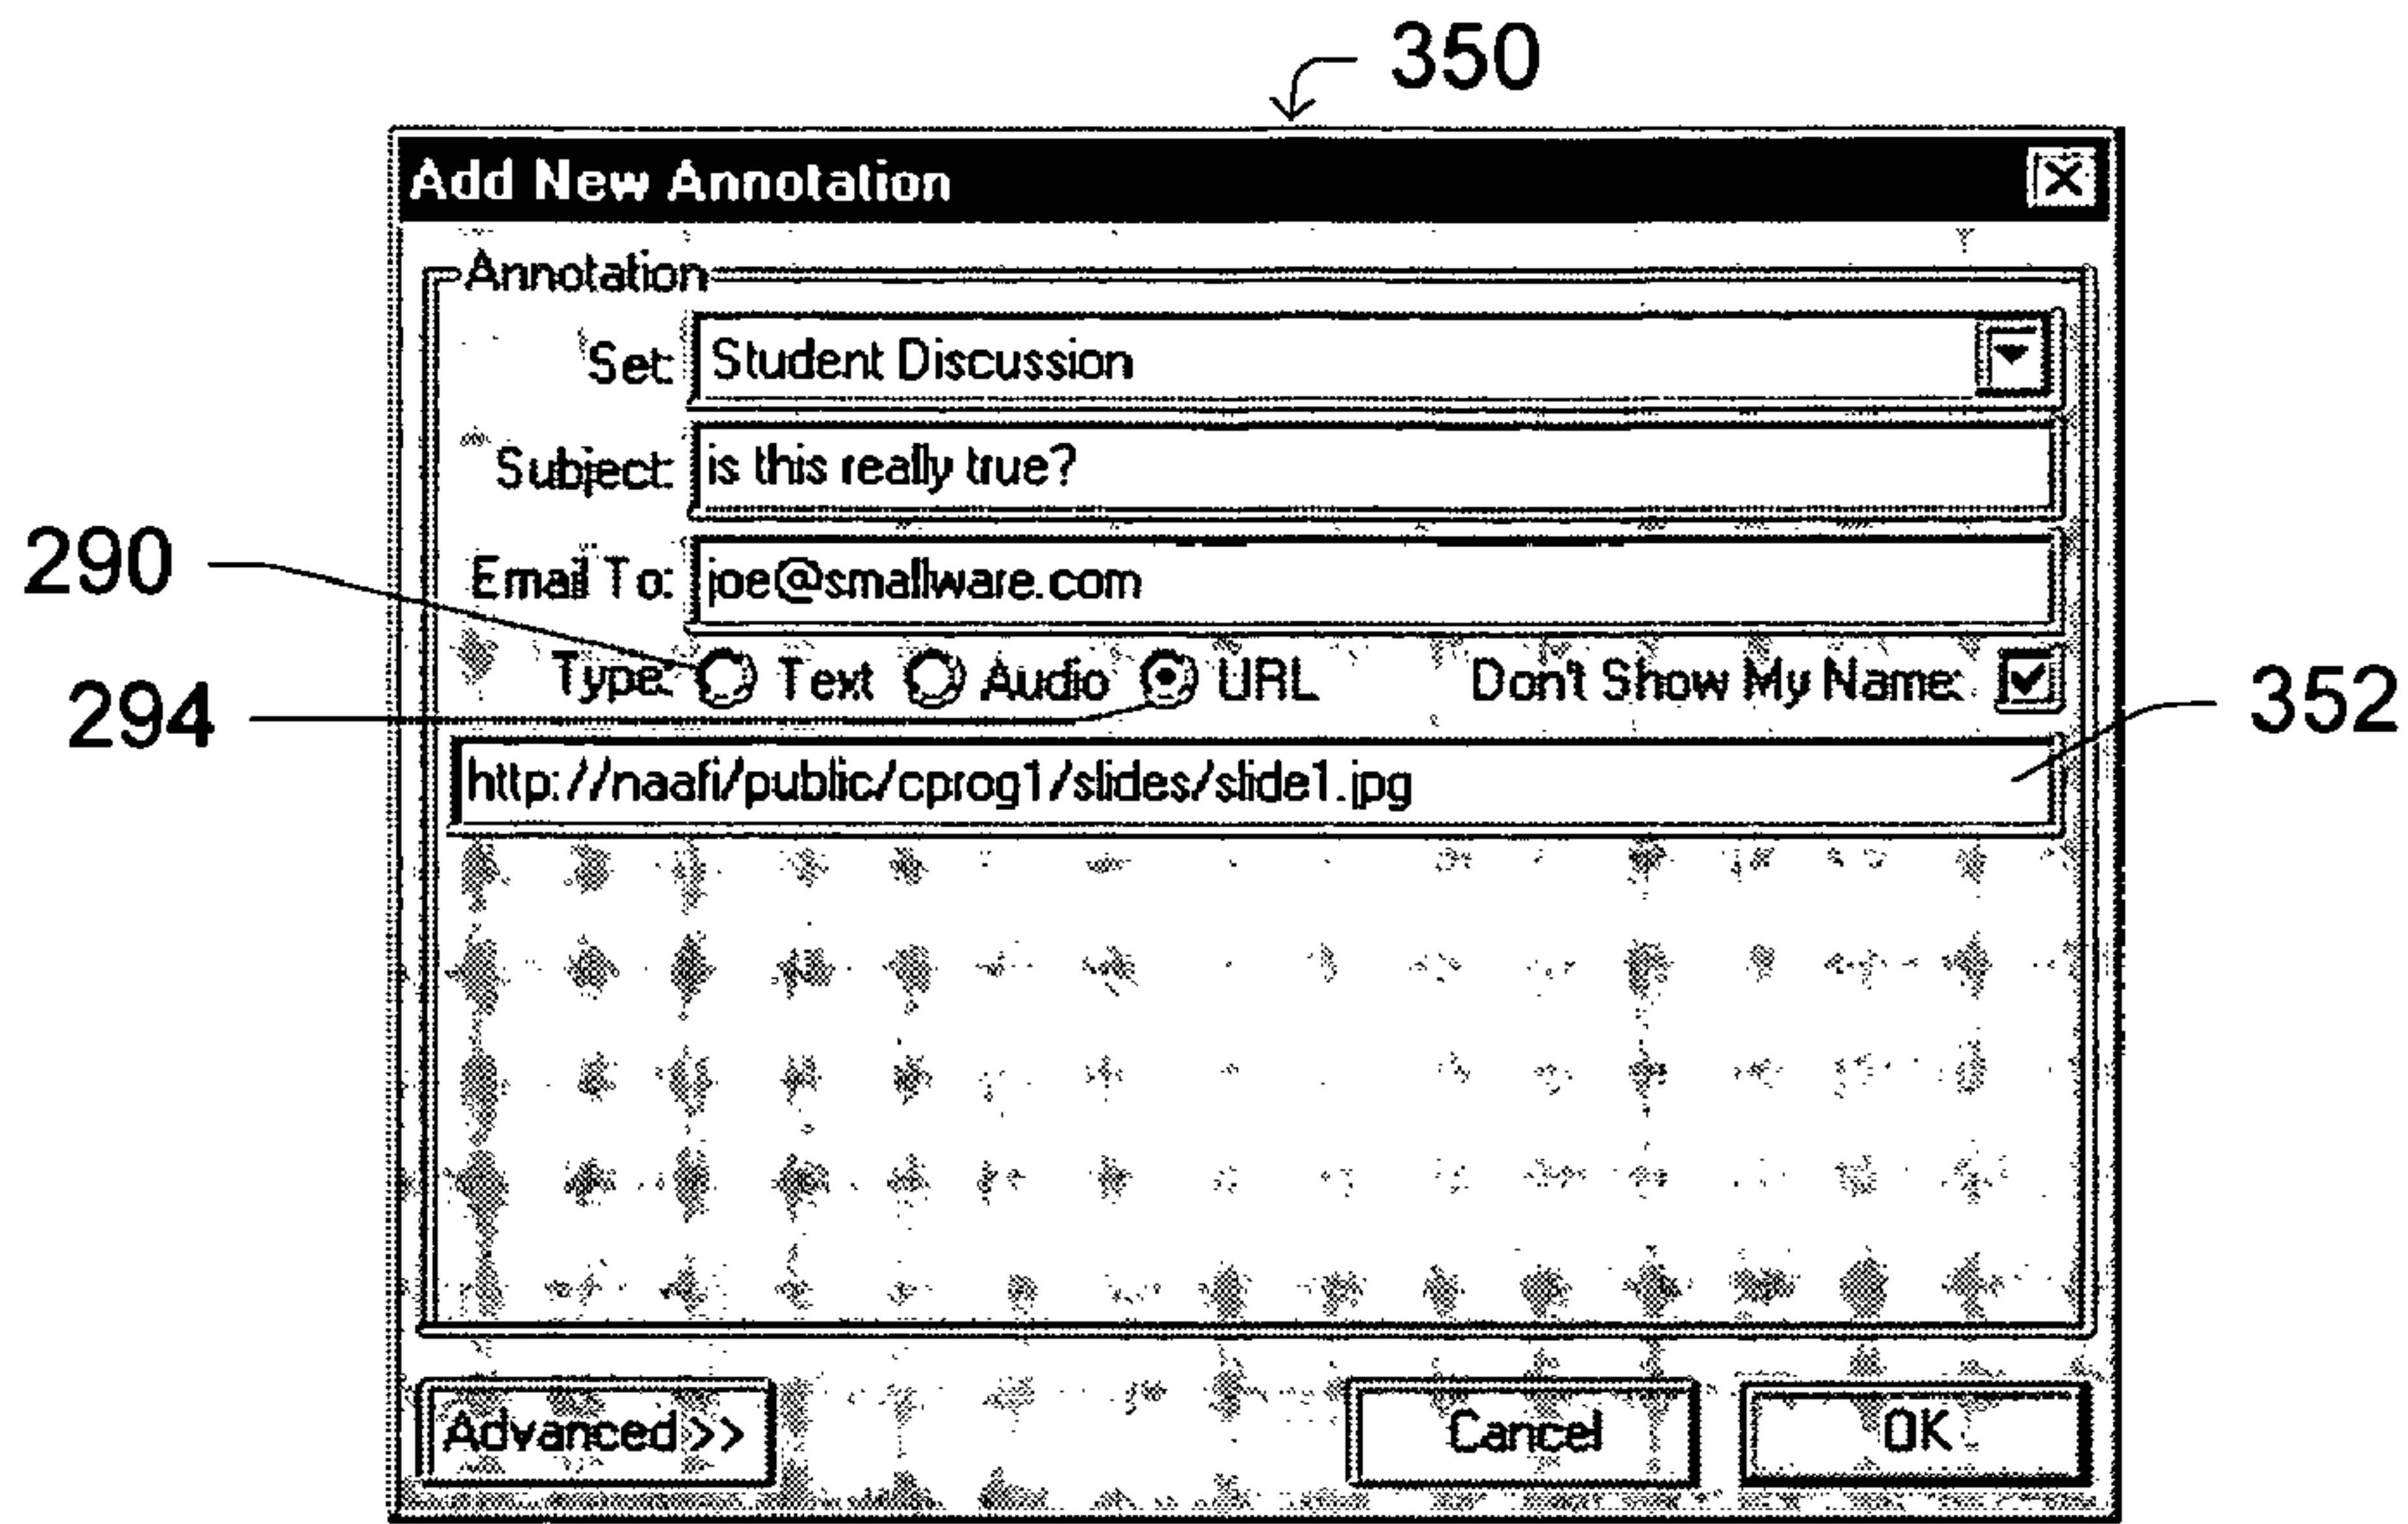 350
Add New Annotation
Annotation
Set: Student Discussion
Subject: is this really true?
290
Email To: joe@smallware.com
294
Type: Text Audio URL Don't Show My Name:
352
http://naafi/public/cprog1/slides/slide1.jpg
Advanced>> Cancel OK